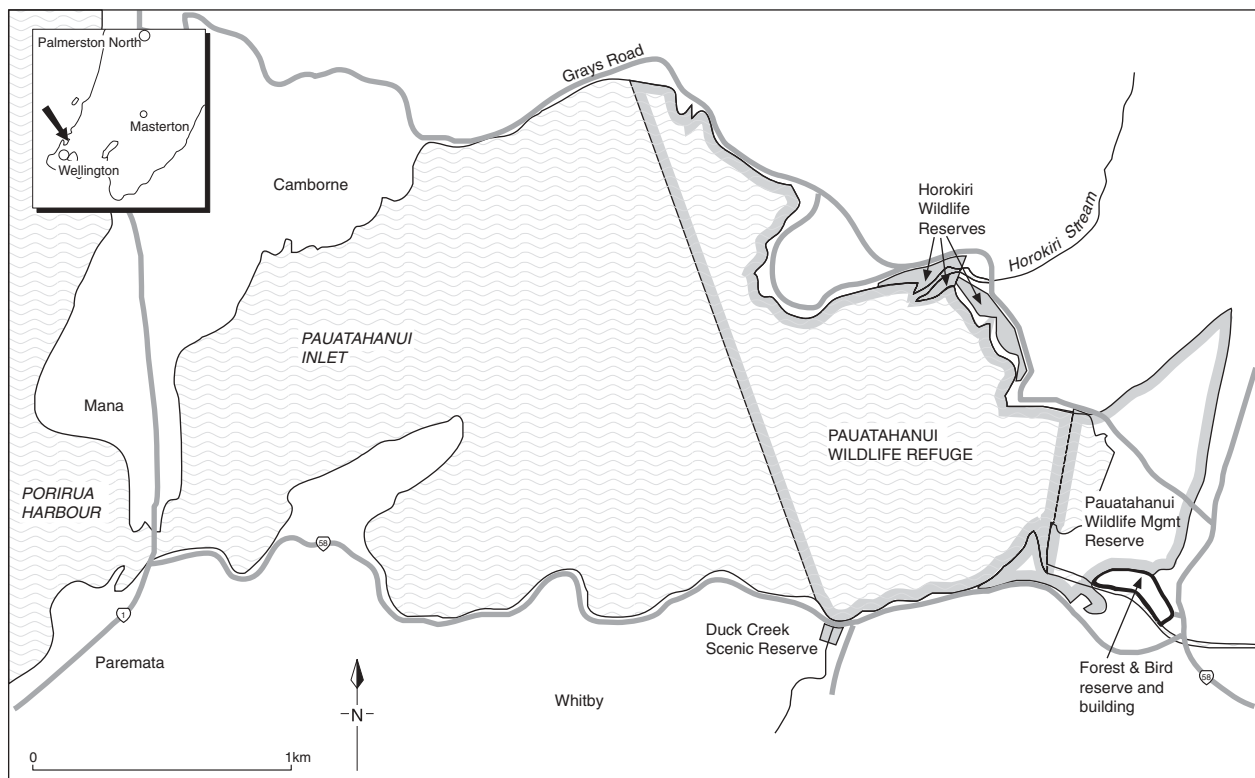 Palmerston North
Masterton
Wellington
Grays Road
Camborne
Horokiri
Wildlife
Reserves
Horokiri Stream
PAUATAHANUI
INLET
Mana
PORIRUA
HARBOUR
PAUATAHANUI
WILDLIFE REFUGE
Pauatahanui
Wildlife Mgmt
Reserve
58
1
Duck Creek
Scenic Reserve
Paremata
Whitby
Forest & Bird
reserve and
building
58
N
0
1km